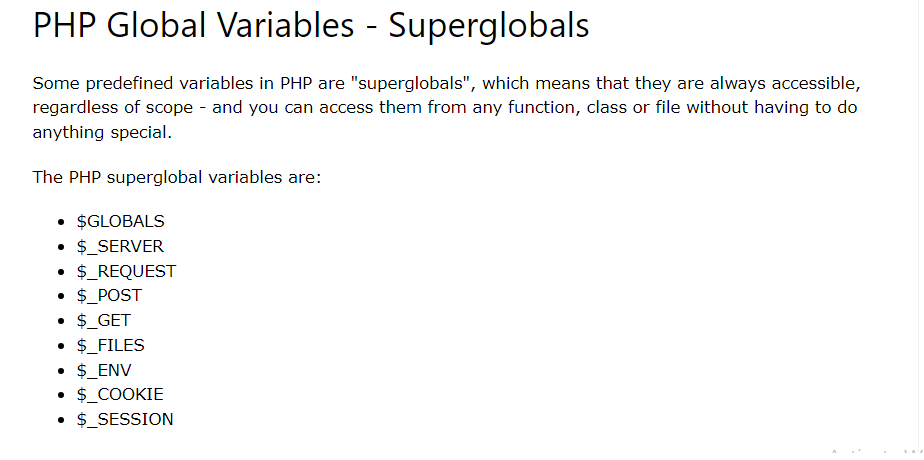 PHP Global Variables - Superglobals
Some predefined variables in PHP are "superglobals", which means that they are always accessible,
regardless of scope - and you can access them from any function, class or file without having to do
anything special.
The PHP superglobal variables are:
• $GLOBALS
• $_SERVER
• $_REQUEST
• $_POST
• $_GET
• $_FILES
• $_ENV
• $_COOKIE
• $_SESSION